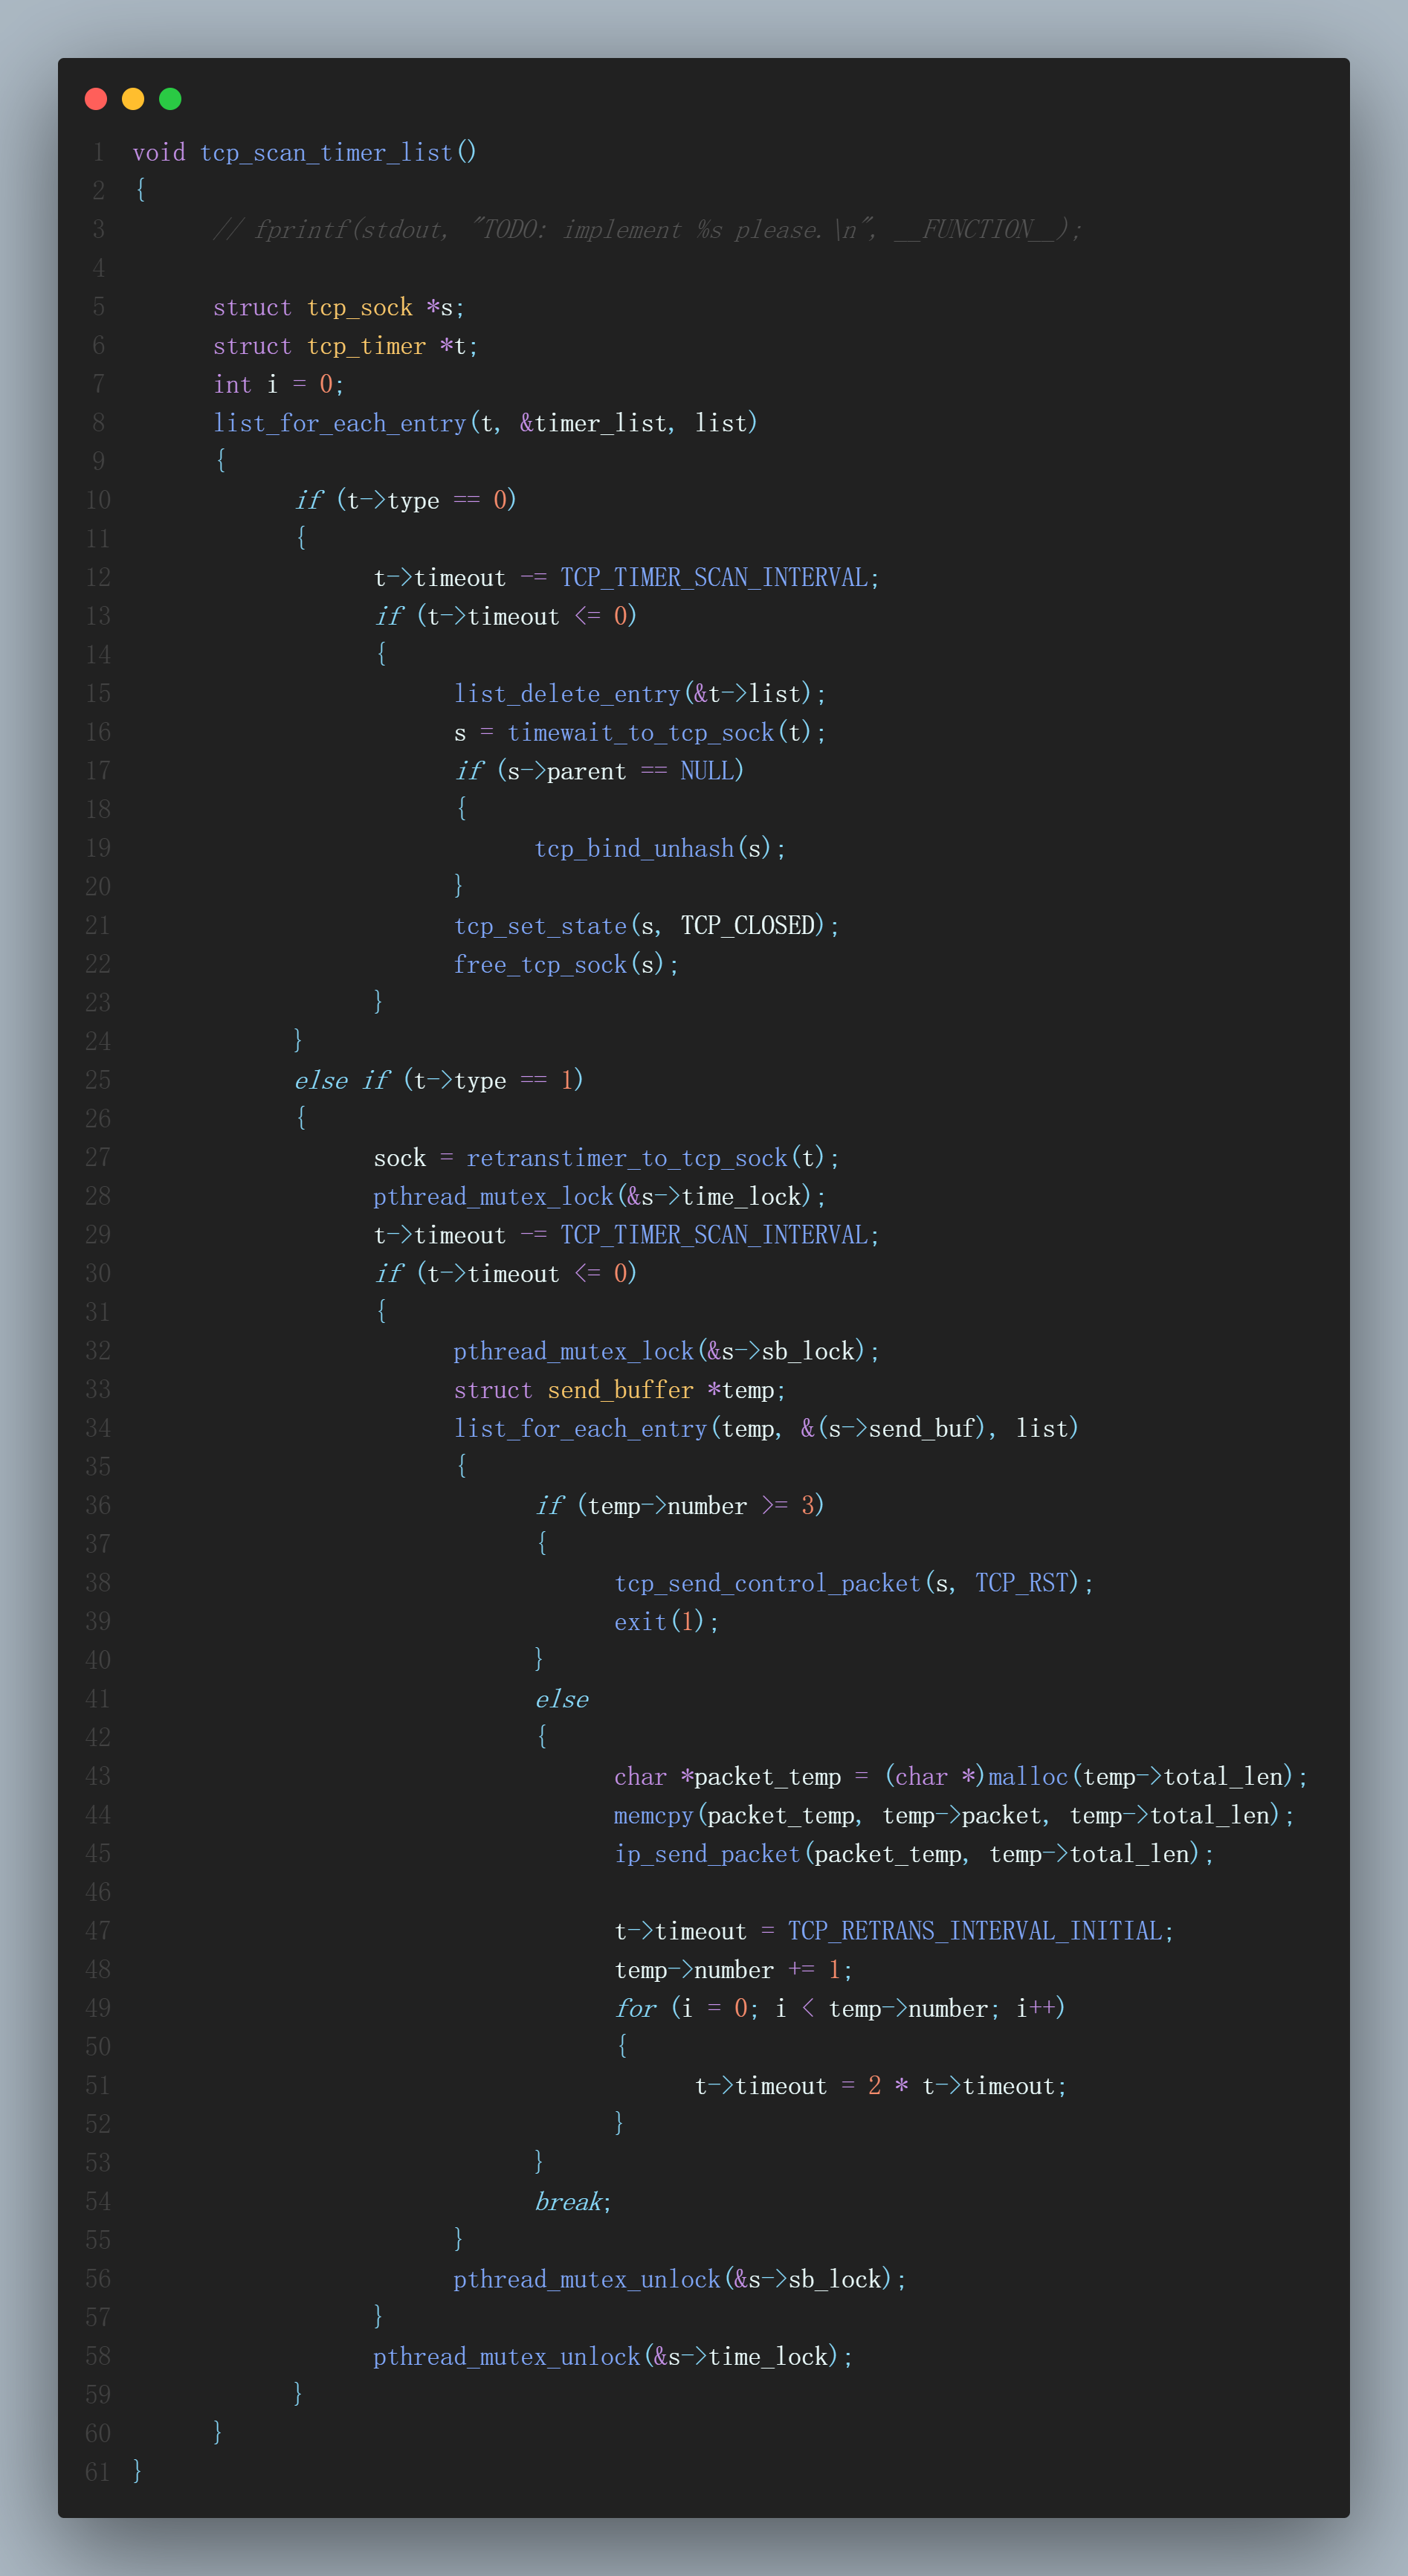 1 void tcp_scan_timer_list()
2 {
3 // fprintf(stdout, "TODO: implement %s please.\n", __FUNCTION__);
4
5 struct tcp_sock *s;
6 struct tcp_timer *t;
7 int i = 0;
8 list_for_each_entry(t, &timer_list, list)
9 {
10 if (t->type == 0)
11 {
12 t->timeout -= TCP_TIMER_SCAN_INTERVAL;
13 if (t->timeout <= 0)
14 {
15 list_delete_entry(&t->list);
16 s = timewait_to_tcp_sock(t);
17 if (s->parent == NULL)
18 {
19 tcp_bind_unhash(s);
20 }
21 tcp_set_state(s, TCP_CLOSED);
22 free_tcp_sock(s);
23 }
24 }
25 else if (t->type == 1)
26 {
27 sock = retranstimer_to_tcp_sock(t);
28 pthread_mutex_lock(&s->time_lock);
29 t->timeout -= TCP_TIMER_SCAN_INTERVAL;
30 if (t->timeout <= 0)
31 {
32 pthread_mutex_lock(&s->sb_lock);
33 struct send_buffer *temp;
34 list_for_each_entry(temp, &(s->send_buf), list)
35 {
36 if (temp->number >= 3)
37 {
38 tcp_send_control_packet(s, TCP_RST);
39 exit(1);
40 }
41 else
42 {
43 char *packet_temp = (char *)malloc(temp->total_len);
44 memcpy(packet_temp, temp->packet, temp->total_len);
45 ip_send_packet(packet_temp, temp->total_len);
46
47 t->timeout = TCP_RETRANS_INTERVAL_INITIAL;
48 temp->number += 1;
49 for (i = 0; i < temp->number; i++)
50 {
51 t->timeout = 2 * t->timeout;
52 }
53 }
54 break;
55 }
56 pthread_mutex_unlock(&s->sb_lock);
57 }
58 pthread_mutex_unlock(&s->time_lock);
59 }
60 }
61 }